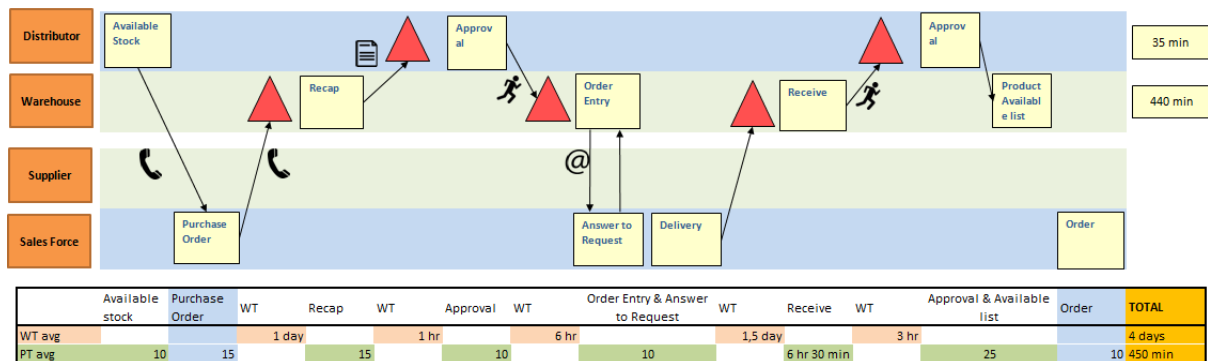 Distributor
Available
Stock
Approv
al
Approv
al
35 min
Warehouse
Recap
Order
Entry
Receive
Product
Availabl
e list
440 min
@
Supplier
Sales Force
Purchase
Order
Answer to
Request
Delivery
Order
Available
stock
Purchase
Order
WT
Recap
WT
Approval
WT
Order Entry & Answer
to Request
WT
Receive
WT
Approval & Available
list
Order
TOTAL
WT avg 1 day 1 hr 6 hr 1,5 day 3 hr 4 days
PT avg 10 15 15 10 10 6 hr 30 min 25 10 450 min